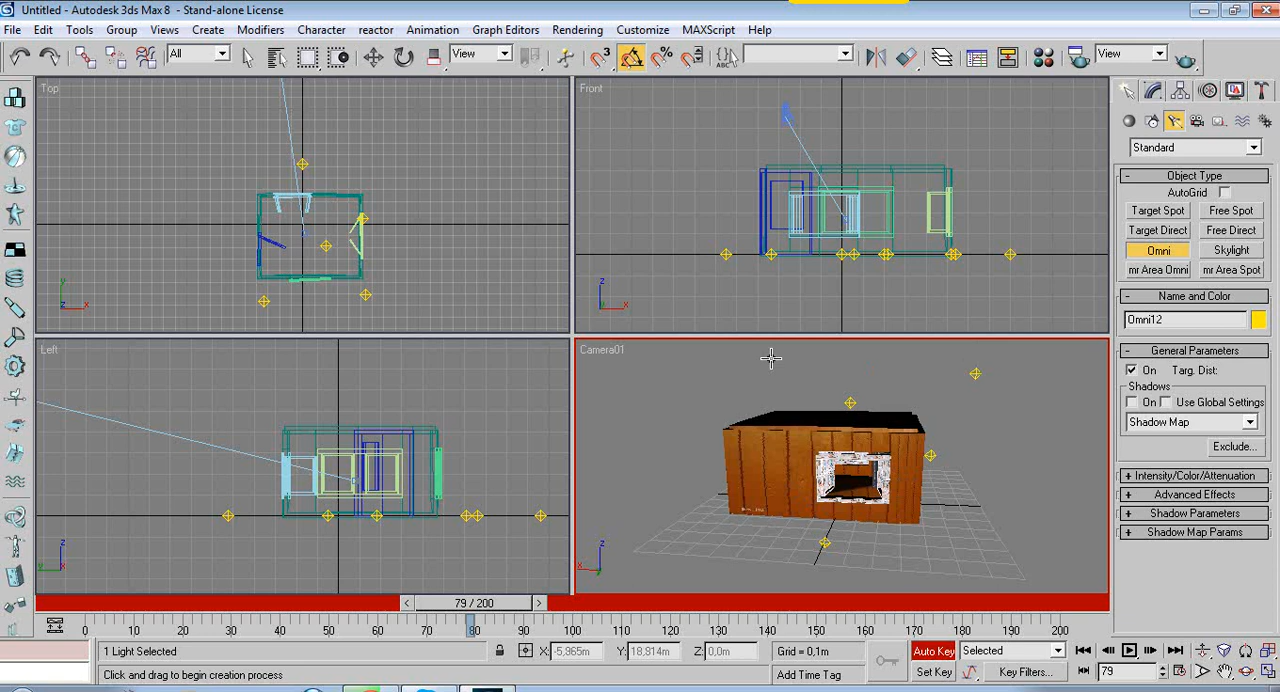 Untitled - Autodesk 3ds Max 8 - Stand-alone License
File Edit Tools Group Views Create Modifiers Character reactor Animation Graph Editors Rendering Customize MAXScript Help
All View View
Top Front
Standard
Object Type
AutoGrid
Target Spot Free Spot
Target Direct Free Direct
Omni Skylight
mr Area Omni mr Area Spot
Name and Color
Omni12
Left Camera01
General Parameters
On Targ. Dist:
Shadows
On Use Global Settings
Shadow Map
Exclude...
+ Intensity/Color/Attenuation
+ Advanced Effects
+ Shadow Parameters
+ Shadow Map Params
< 79 / 200 >
0 10 20 30 40 50 60 70 80 90 100 110 120 130 140 150 160 170 180 190 200
1 Light Selected X: -5,965m Y: 18,814m Z: 0,0m Grid = 0,1m Auto Key Selected
Click and drag to begin creation process Add Time Tag Set Key Key Filters... 79